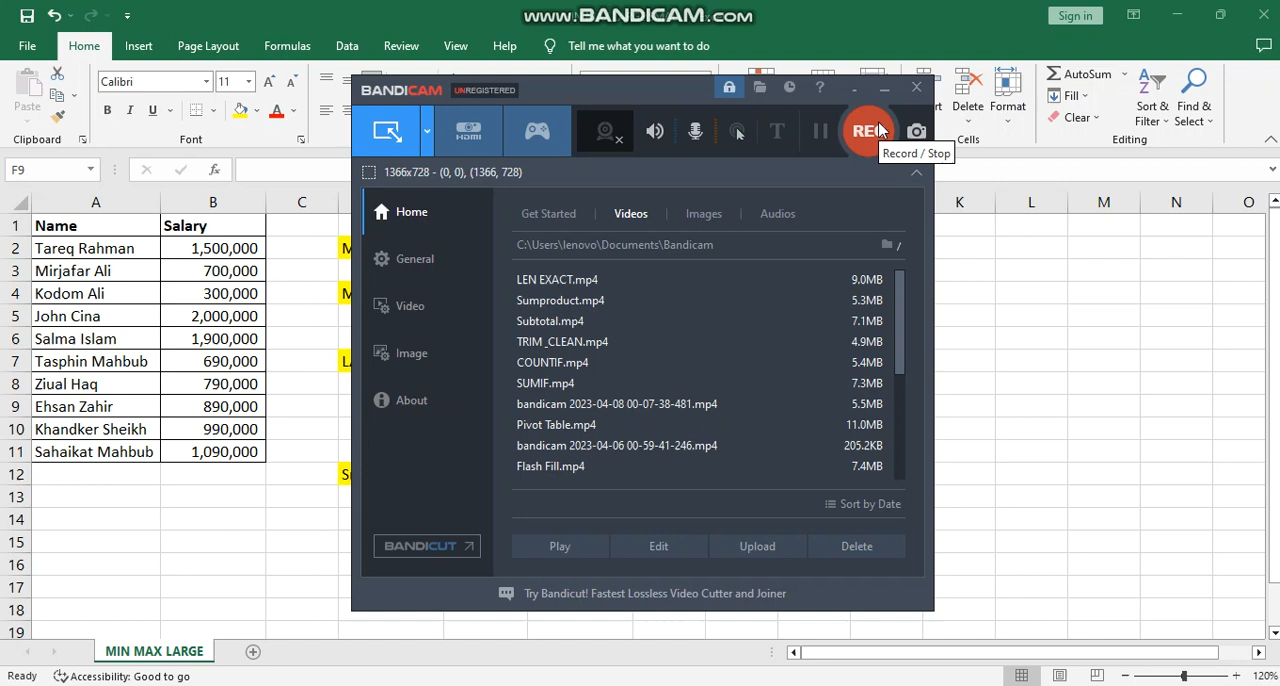 www.BANDICAM.com
Sign in
File Home Insert Page Layout Formulas Data Review View Help Tell me what you want to do
Paste
Calibri 11
B I U A
Clipboard
Font
Delete Format
Cells
AutoSum
Fill
Clear
Sort & Filter
Find & Select
Editing
F9
fx
A B C K L M N O
1 Name Salary
2 Tareq Rahman 1,500,000
3 Mirjafar Ali 700,000
4 Kodom Ali 300,000
5 John Cina 2,000,000
6 Salma Islam 1,900,000
7 Tasphin Mahbub 690,000
8 Ziual Haq 790,000
9 Ehsan Zahir 890,000
10 Khandker Sheikh 990,000
11 Sahaikat Mahbub 1,090,000
12
13
14
15
16
17
18
19
BANDICAM UNREGISTERED
HDMI
T
REC
Record / Stop
1366x728 - (0, 0), (1366, 728)
Home
General
Video
Image
About
BANDICUT
Get Started Videos Images Audios
C:\Users\lenovo\Documents\Bandicam
LEN EXACT.mp4 9.0MB
Sumproduct.mp4 5.3MB
Subtotal.mp4 7.1MB
TRIM _CLEAN.mp4 4.9MB
COUNTIF.mp4 5.4MB
SUMIF.mp4 7.3MB
bandicam 2023-04-08 00-07-38-481.mp4 5.5MB
Pivot Table.mp4 11.0MB
bandicam 2023-04-06 00-59-41-246.mp4 205.2KB
Flash Fill.mp4 7.4MB
Sort by Date
Play Edit Upload Delete
Try Bandicut! Fastest Lossless Video Cutter and Joiner
MIN MAX LARGE
Ready Accessibility: Good to go
120%